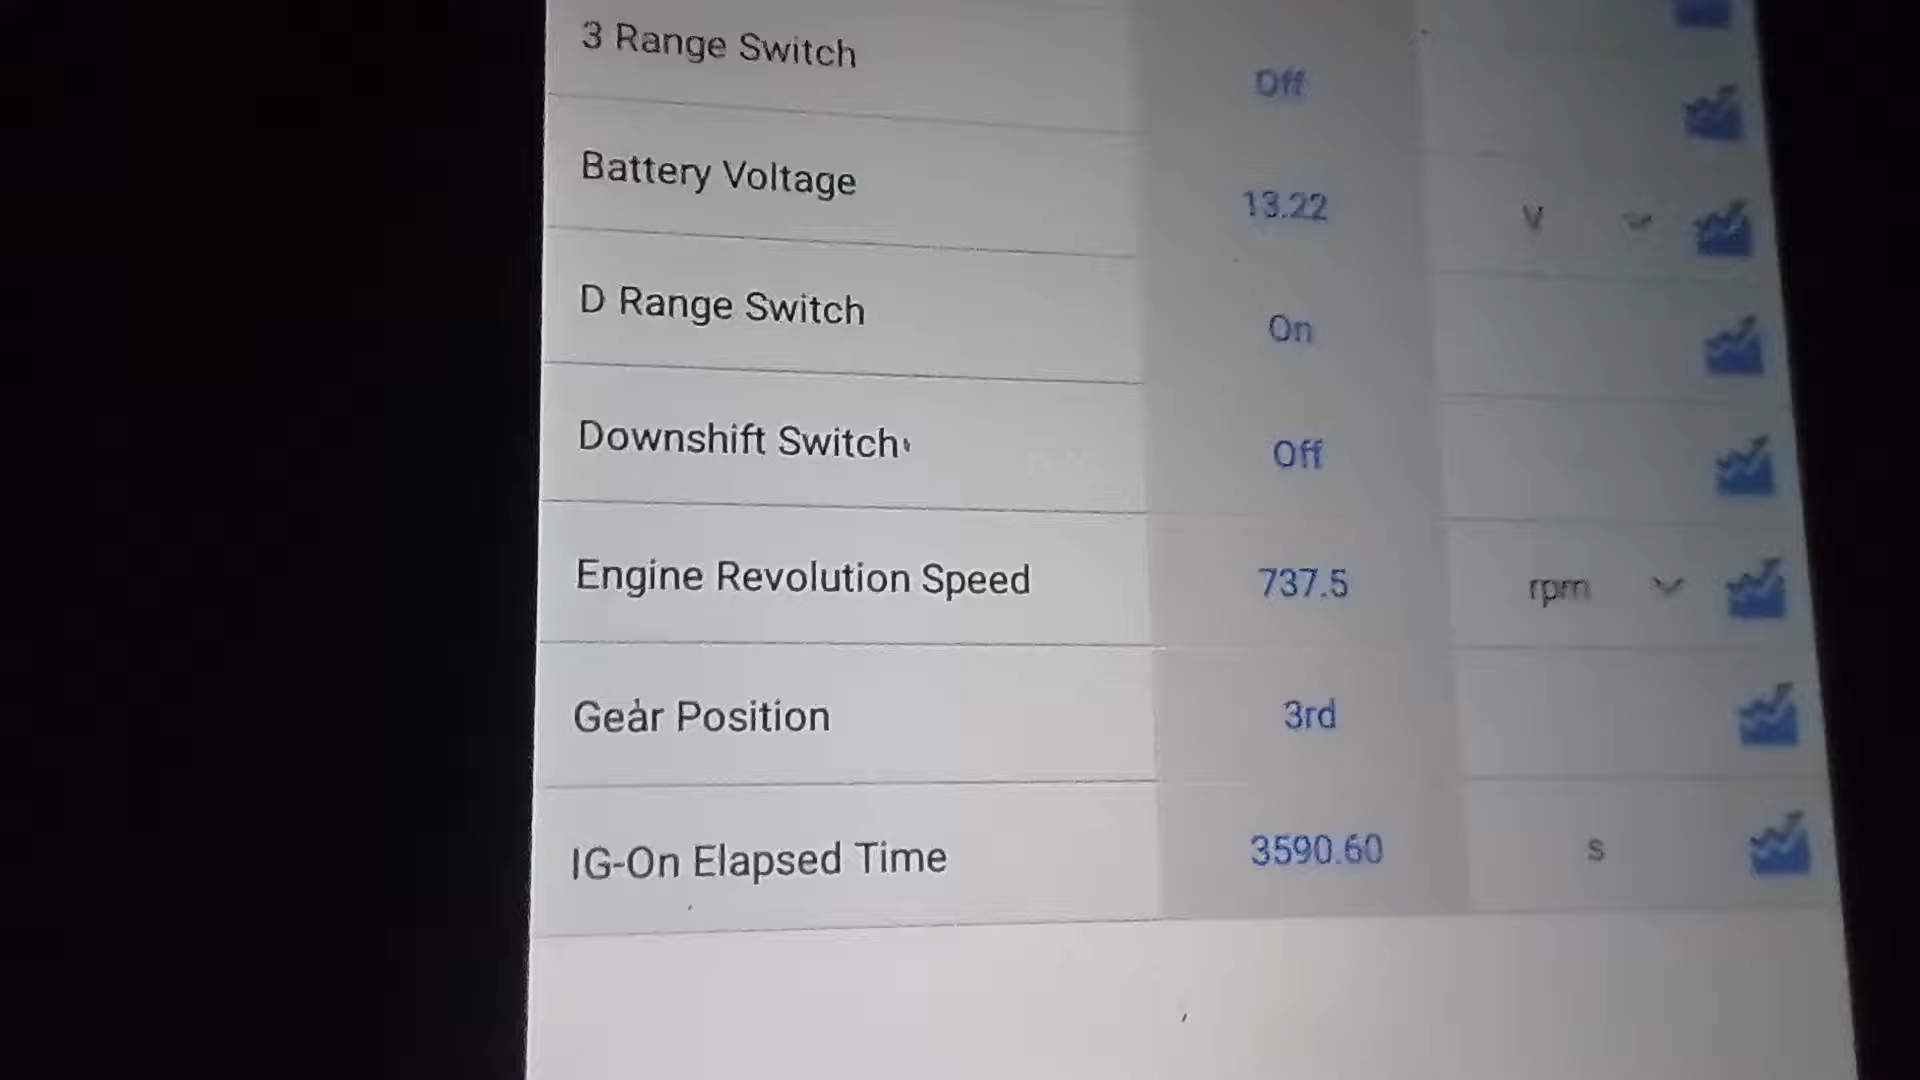 3 Range Switch Off
Battery Voltage 13.22 V
D Range Switch On
Downshift Switch Off
Engine Revolution Speed 737.5 rpm
Gear Position 3rd
IG-On Elapsed Time 3590.60 s